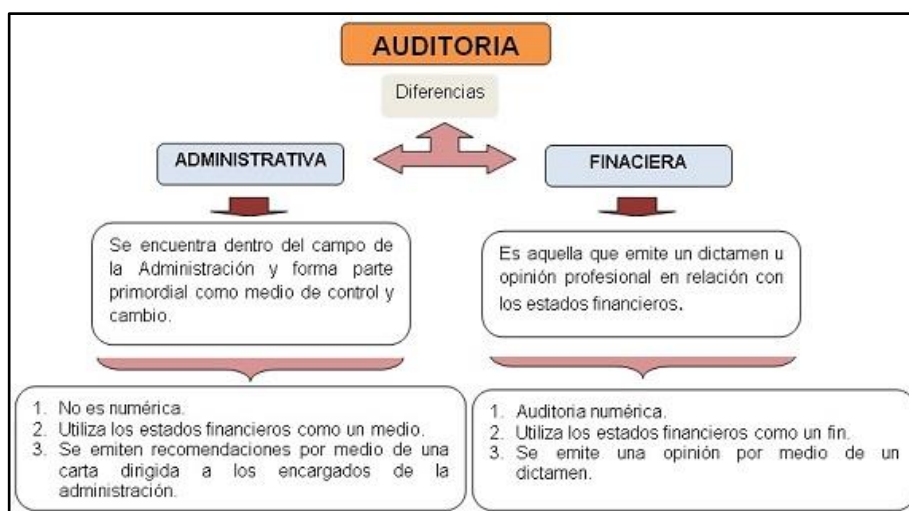 AUDITORIA
Diferencias
ADMINISTRATIVA
FINACIERA
Se encuentra dentro del campo de
la Administración y forma parte
primordial como medio de control y
cambio.
Es aquella que emite un dictamen u
opinión profesional en relación con
los estados financieros.
1. No es numérica.
2. Utiliza los estados financieros como un medio.
3. Se emiten recomendaciones por medio de una
carta dirigida a los encargados de la
administración.
1. Auditoria numérica.
2. Utiliza los estados financieros como un fin.
3. Se emite una opinión por medio de un
dictamen.